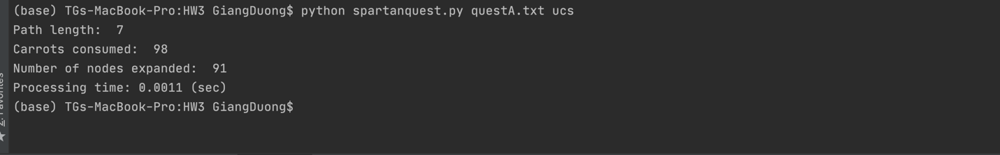 (base) TGs-MacBook-Pro:HW3 GiangDuong$ python spartanquest.py questA.txt ucs
Path length:  7
Carrots consumed:  98
Number of nodes expanded:  91
Processing time: 0.0011 (sec)
(base) TGs-MacBook-Pro:HW3 GiangDuong$
2: Favorites